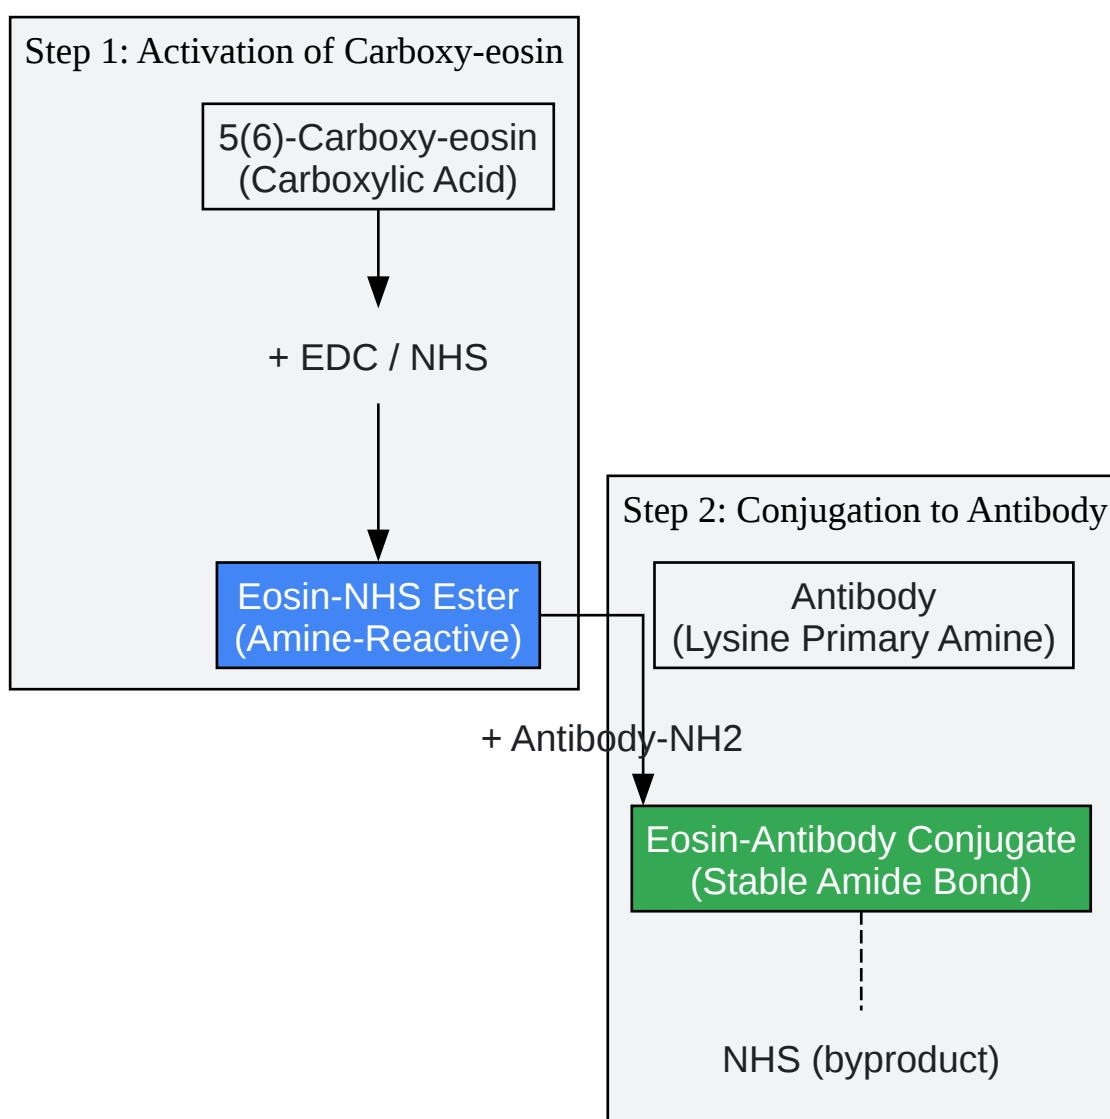 Step 1: Activation of Carboxy-eosin
5(6)-Carboxy-eosin
(Carboxylic Acid)
+ EDC / NHS
Eosin-NHS Ester
(Amine-Reactive)
Step 2: Conjugation to Antibody
Antibody
(Lysine Primary Amine)
+ Antibody-NH2
Eosin-Antibody Conjugate
(Stable Amide Bond)
NHS (byproduct)